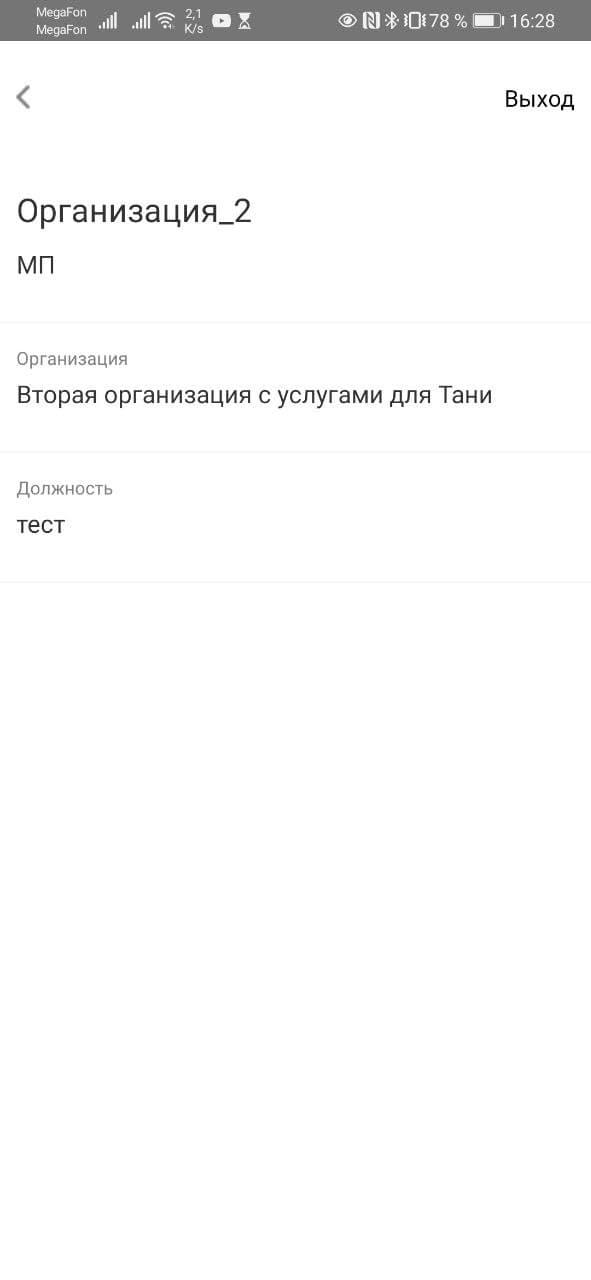 MegaFon
MegaFon
2,1
K/s
78 %
16:28
Выход
Организация_2
МП
Организация
Вторая организация с услугами для Тани
Должность
тест